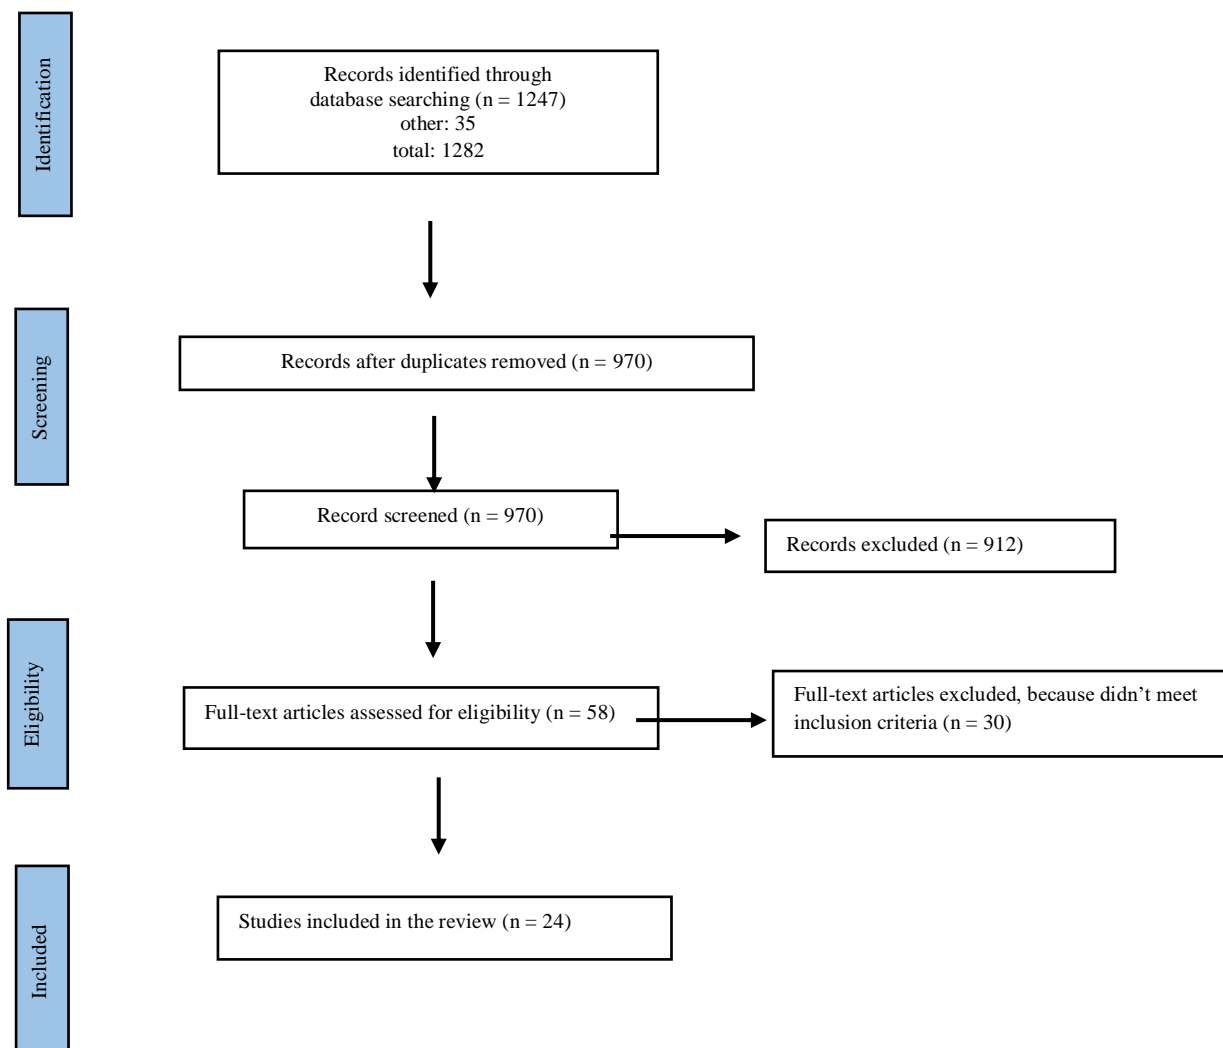 Identification
Records identified through
database searching (n = 1247)
other: 35
total: 1282
Screening
Records after duplicates removed (n = 970)
Record screened (n = 970)
Records excluded (n = 912)
Eligibility
Full-text articles assessed for eligibility (n = 58)
Full-text articles excluded, because didn’t meet
inclusion criteria (n = 30)
Included
Studies included in the review (n = 24)